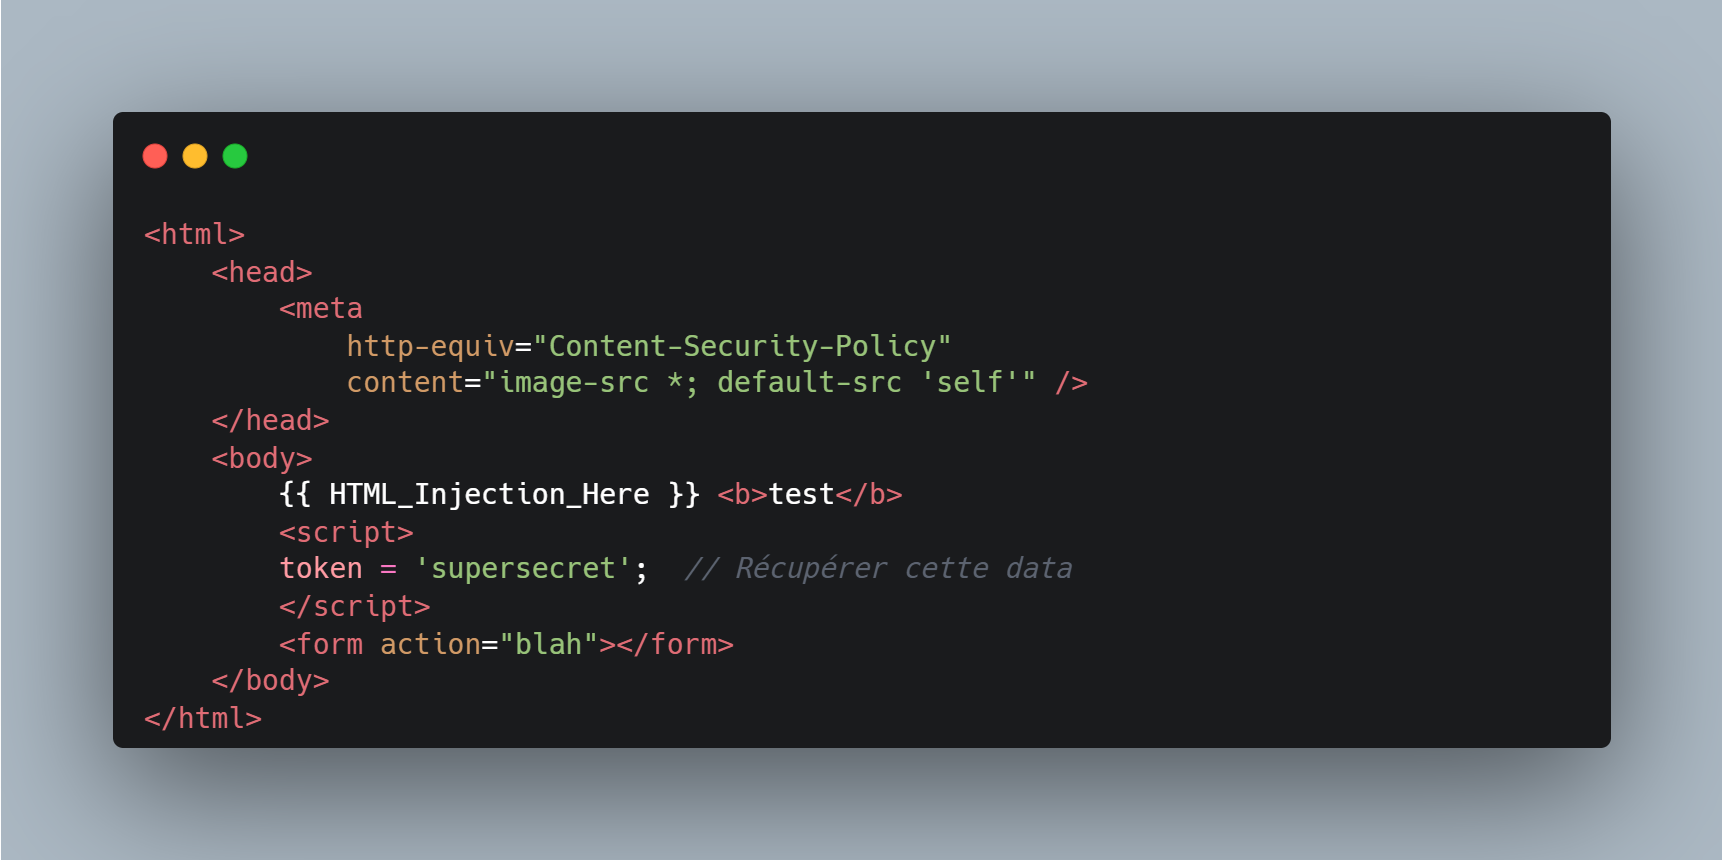 <html>
    <head>
        <meta
            http-equiv="Content-Security-Policy"
            content="image-src *; default-src 'self'" />
    </head>
    <body>
        {{ HTML_Injection_Here }} <b>test</b>
        <script>
        token = 'supersecret';  // Récupérer cette data
        </script>
        <form action="blah"></form>
    </body>
</html>